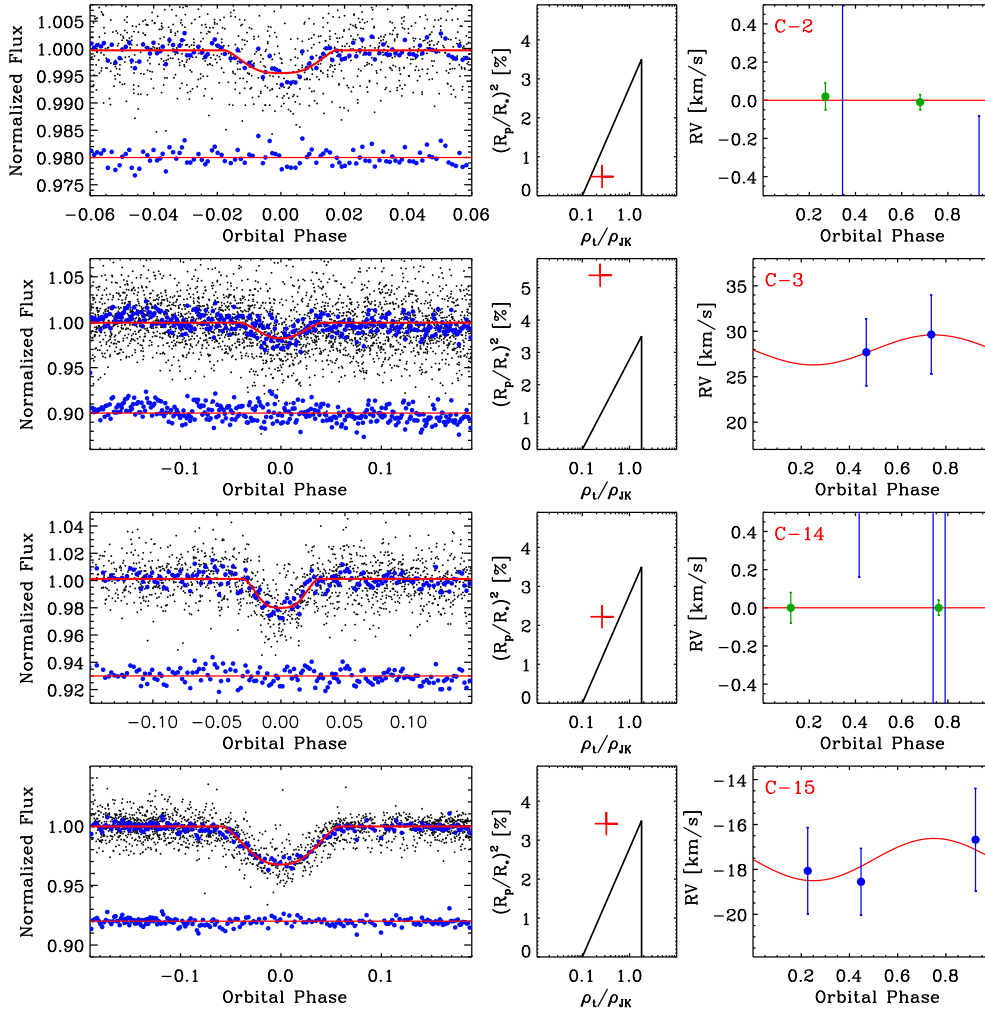 1.005
1.000
0.995
0.990
0.985
0.980
0.975
Normalized Flux
-0.06 -0.04 -0.02 0.00 0.02 0.04 0.06
Orbital Phase
4
3
2
1
0
(Rp/R⋆)² [%]
0.1 1.0
ρt/ρJK
C-2
0.4
0.2
0.0
-0.2
-0.4
RV [km/s]
0.2 0.4 0.6 0.8
Orbital Phase
1.05
1.00
0.90
Normalized Flux
-0.1 0.0 0.1
Orbital Phase
5
4
3
2
1
0
(Rp/R⋆)² [%]
0.1 1.0
ρt/ρJK
C-3
35
30
25
20
RV [km/s]
0.2 0.4 0.6 0.8
Orbital Phase
1.04
1.02
1.00
0.98
0.96
0.93
0.92
Normalized Flux
-0.10 -0.05 0.00 0.05 0.10
Orbital Phase
4
3
2
1
0
(Rp/R⋆)² [%]
0.1 1.0
ρt/ρJK
C-14
0.4
0.2
0.0
-0.2
-0.4
RV [km/s]
0.2 0.4 0.6 0.8
Orbital Phase
1.00
0.95
0.90
Normalized Flux
-0.1 0.0 0.1
Orbital Phase
4
3
2
1
0
(Rp/R⋆)² [%]
0.1 1.0
ρt/ρJK
C-15
-14
-16
-18
-20
RV [km/s]
0.2 0.4 0.6 0.8
Orbital Phase